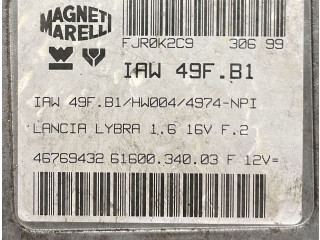 MAGNETI
MARELLI
FJR0K2C9 306 99
IAW 49F.B1
IAW 49F.B1/HW004/4974-NPI
LANCIA LYBRA 1.6 16V F.2
46769432 61600.340.03 F 12V=